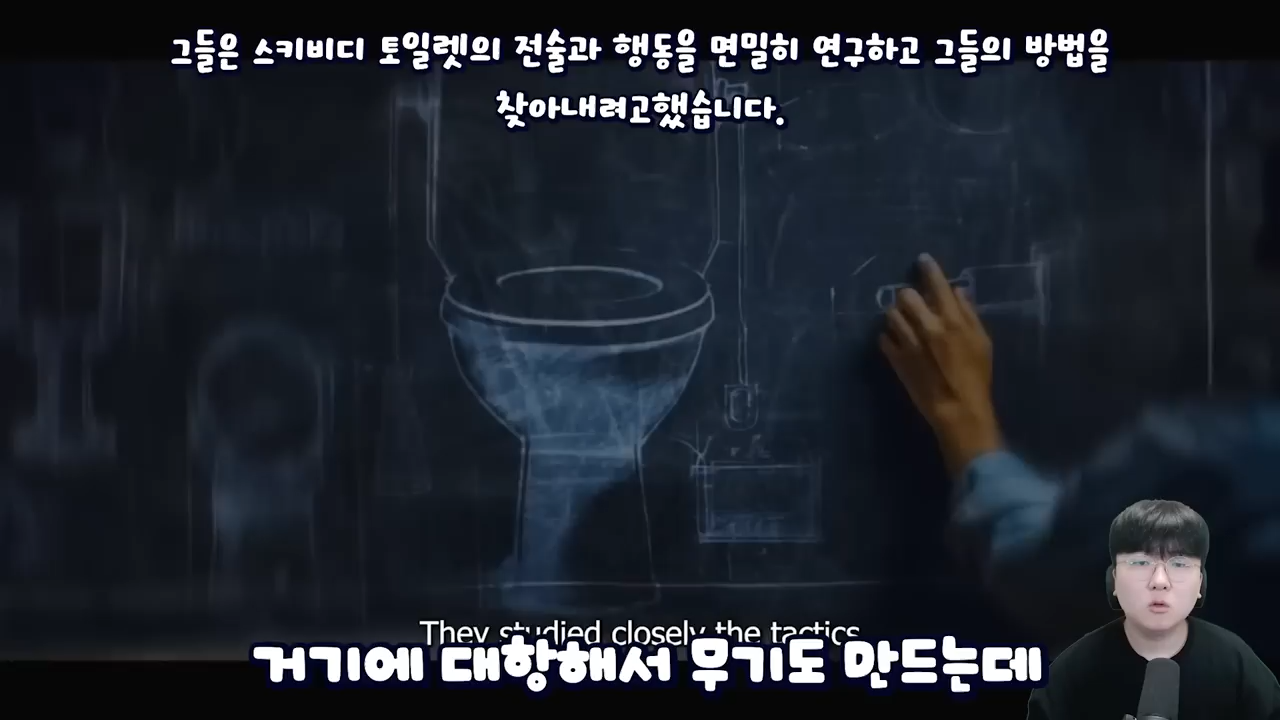 그들은 스키비디 토일렛의 전술과 행동을 면밀히 연구하고 그들의 방법을
찾아내려고했습니다.
They studied closely the tactics
거기에 대항해서 무기도 만드는데